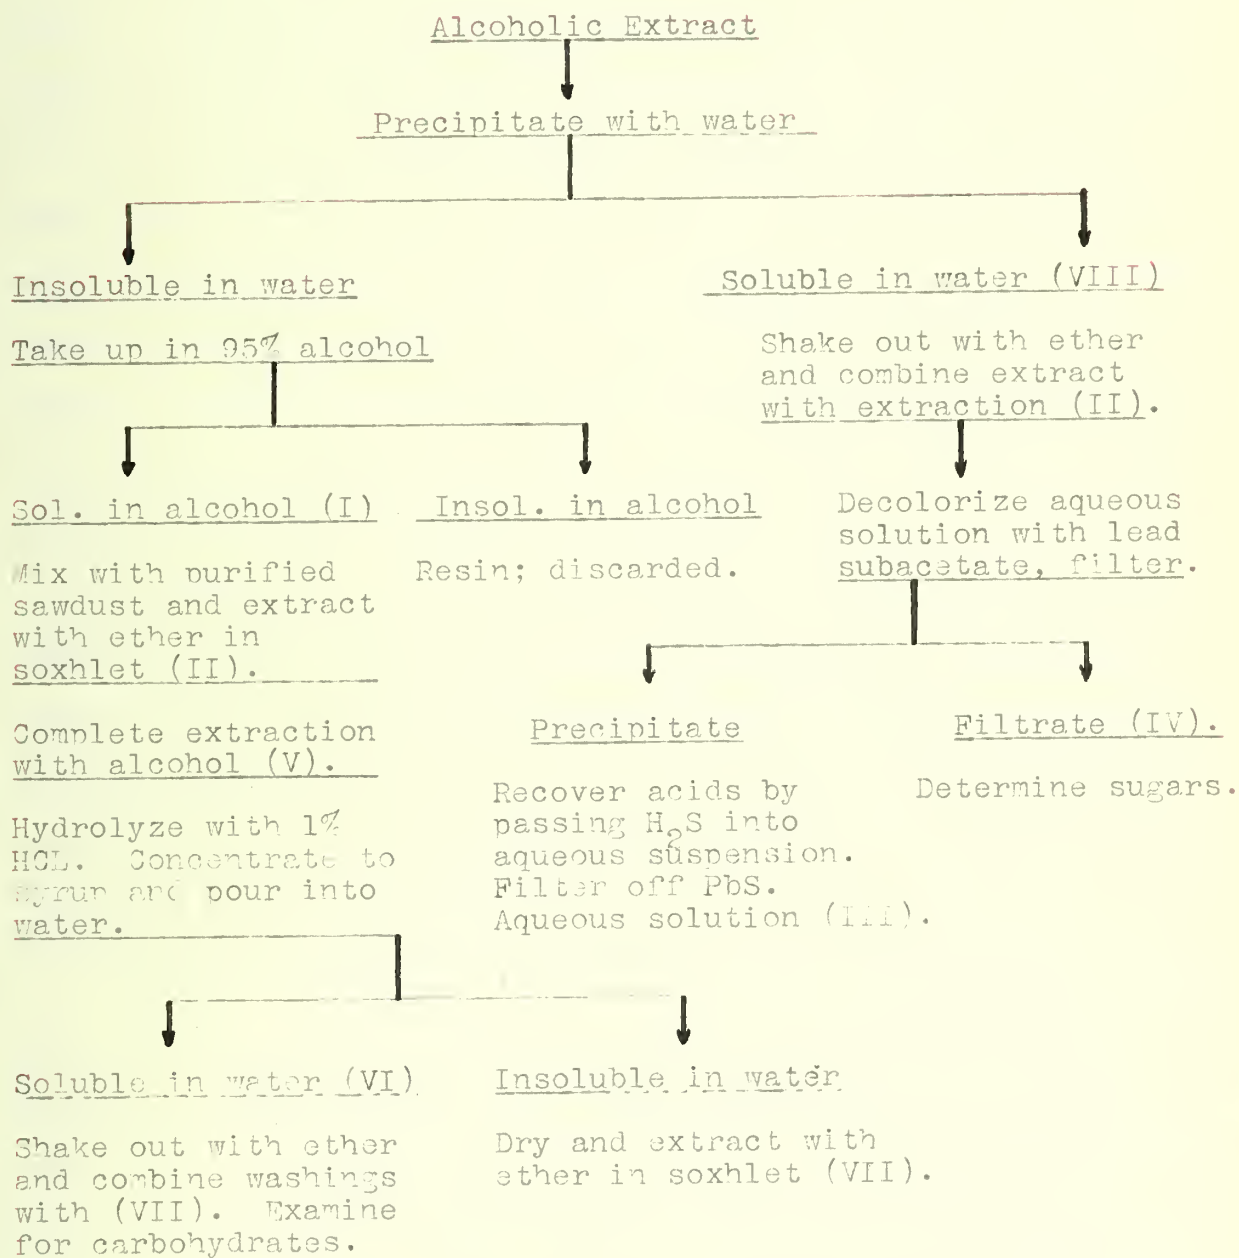 Alcoholic Extract
Precipitate with water
Insoluble in water
Take up in 95% alcohol
Sol. in alcohol (I)
Mix with purified
sawdust and extract
with ether in
soxhlet (II).
Complete extraction
with alcohol (V).
Hydrolyze with 1%
HCL. Concentrate to
syrup and pour into
water.
Insol. in alcohol
Resin; discarded.
Soluble in water (VIII)
Shake out with ether
and combine extract
with extraction (II).
Decolorize aqueous
solution with lead
subacetate, filter.
Precipitate
Recover acids by
passing H₂S into
aqueous suspension.
Filter off PbS.
Aqueous solution (III).
Filtrate (IV).
Determine sugars.
Soluble in water (VI)
Shake out with ether
and combine washings
with (VII). Examine
for carbohydrates.
Insoluble in water
Dry and extract with
ether in soxhlet (VII).